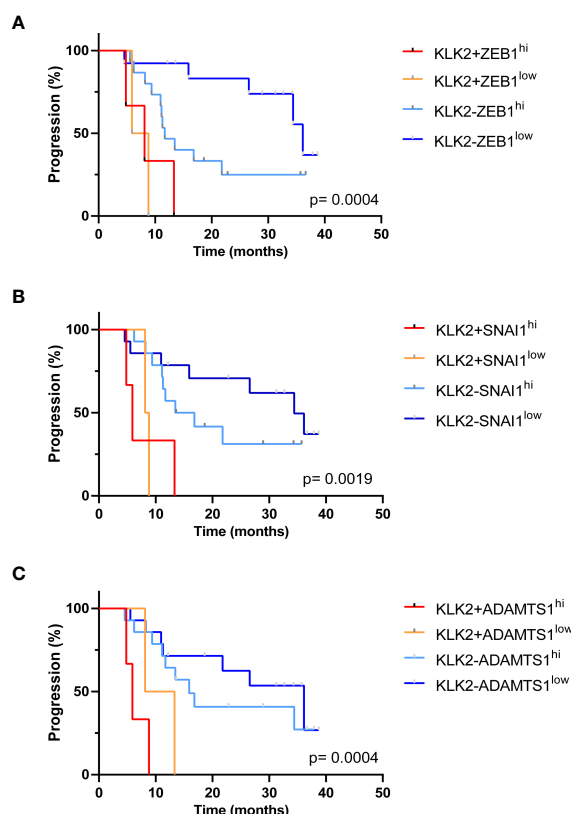 A
Progression (%)
100
50
0
0 10 20 30 40 50
Time (months)
p= 0.0004
KLK2+ZEB1hi
KLK2+ZEB1low
KLK2-ZEB1hi
KLK2-ZEB1low
B
Progression (%)
100
50
0
0 10 20 30 40 50
Time (months)
p= 0.0019
KLK2+SNAI1hi
KLK2+SNAI1low
KLK2-SNAI1hi
KLK2-SNAI1low
C
Progression (%)
100
50
0
0 10 20 30 40 50
Time (months)
p= 0.0004
KLK2+ADAMTS1hi
KLK2+ADAMTS1low
KLK2-ADAMTS1hi
KLK2-ADAMTS1low